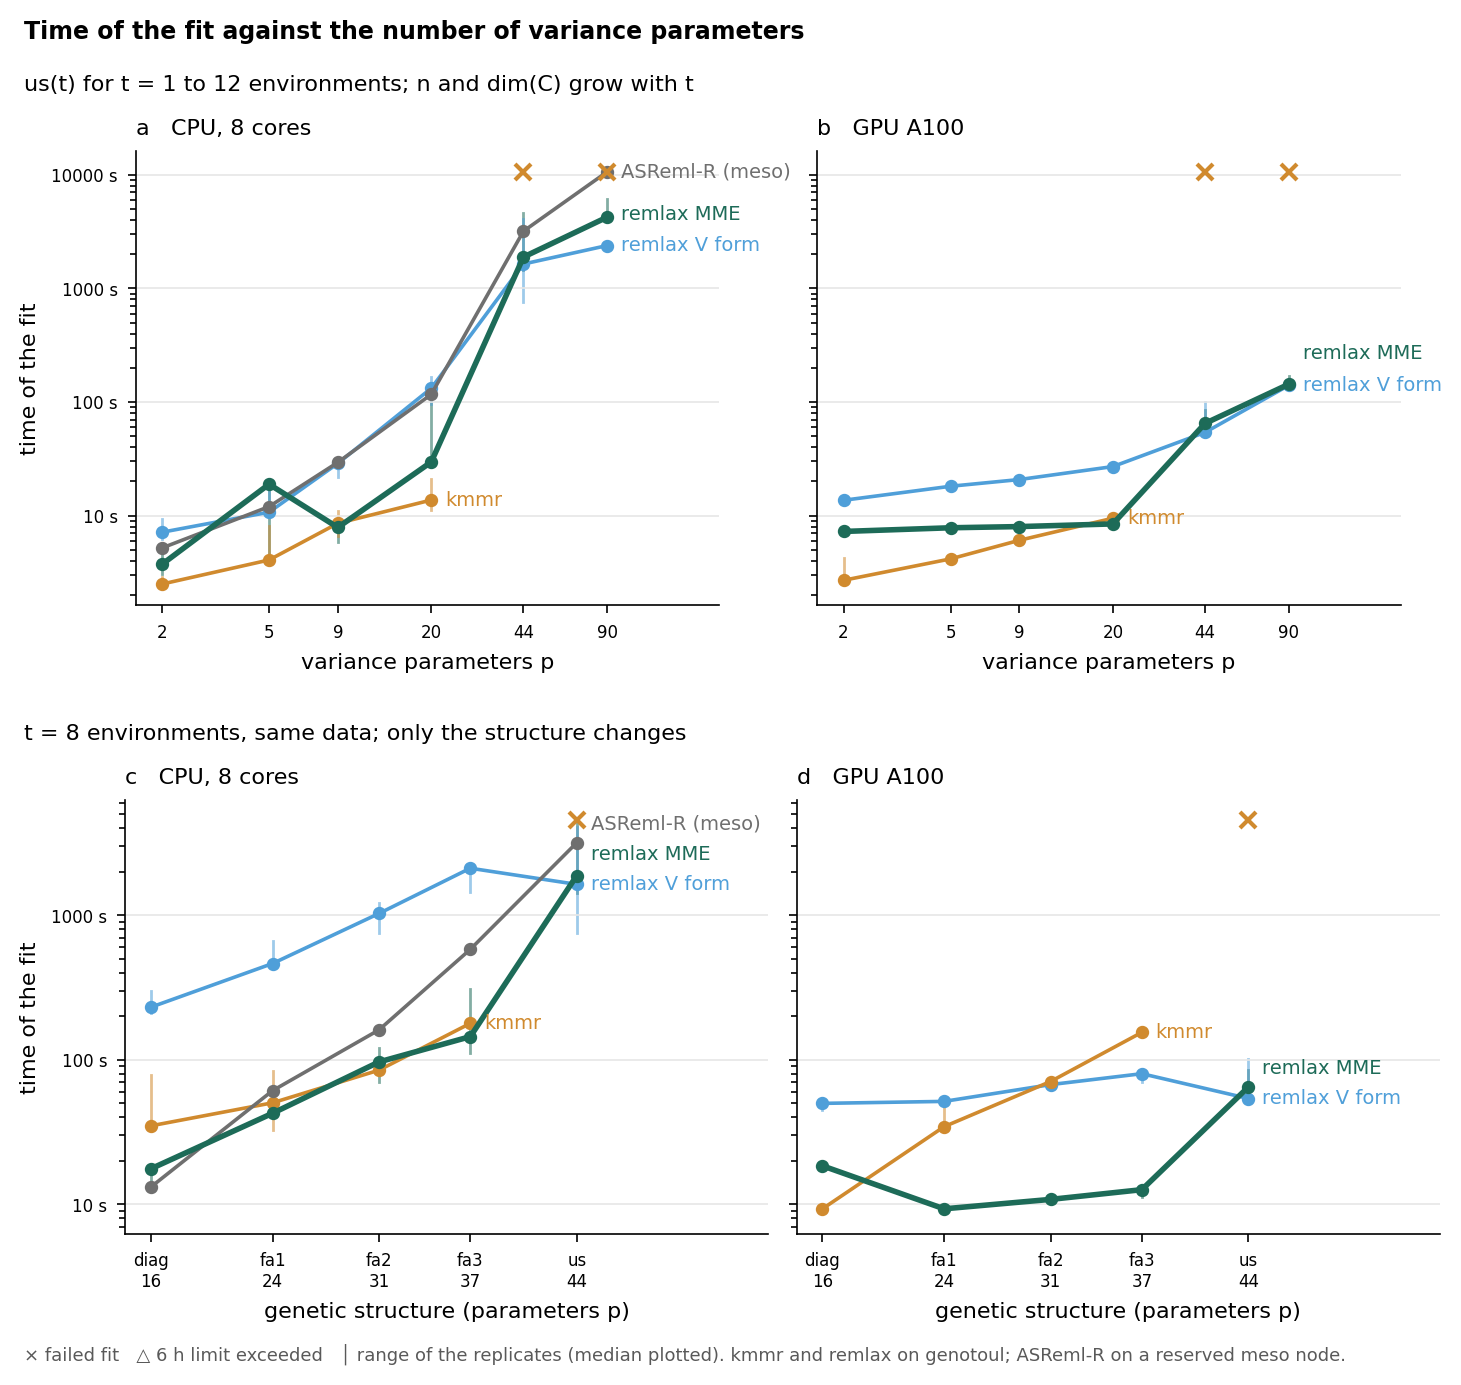 Time of the fit against the number of variance parameters
us(t) for t = 1 to 12 environments; n and dim(C) grow with t
a CPU, 8 cores
b GPU A100
time of the fit
10000 s
1000 s
100 s
10 s
ASReml-R (meso)
remlax MME
remlax V form
kmmr
remlax MME
remlax V form
kmmr
2 5 9 20 44 90
variance parameters p
2 5 9 20 44 90
variance parameters p
t = 8 environments, same data; only the structure changes
c CPU, 8 cores
d GPU A100
time of the fit
1000 s
100 s
10 s
ASReml-R (meso)
remlax MME
remlax V form
kmmr
kmmr
remlax MME
remlax V form
diag fa1 fa2 fa3 us
16 24 31 37 44
genetic structure (parameters p)
diag fa1 fa2 fa3 us
16 24 31 37 44
genetic structure (parameters p)
× failed fit △ 6 h limit exceeded │ range of the replicates (median plotted). kmmr and remlax on genotoul; ASReml-R on a reserved meso node.